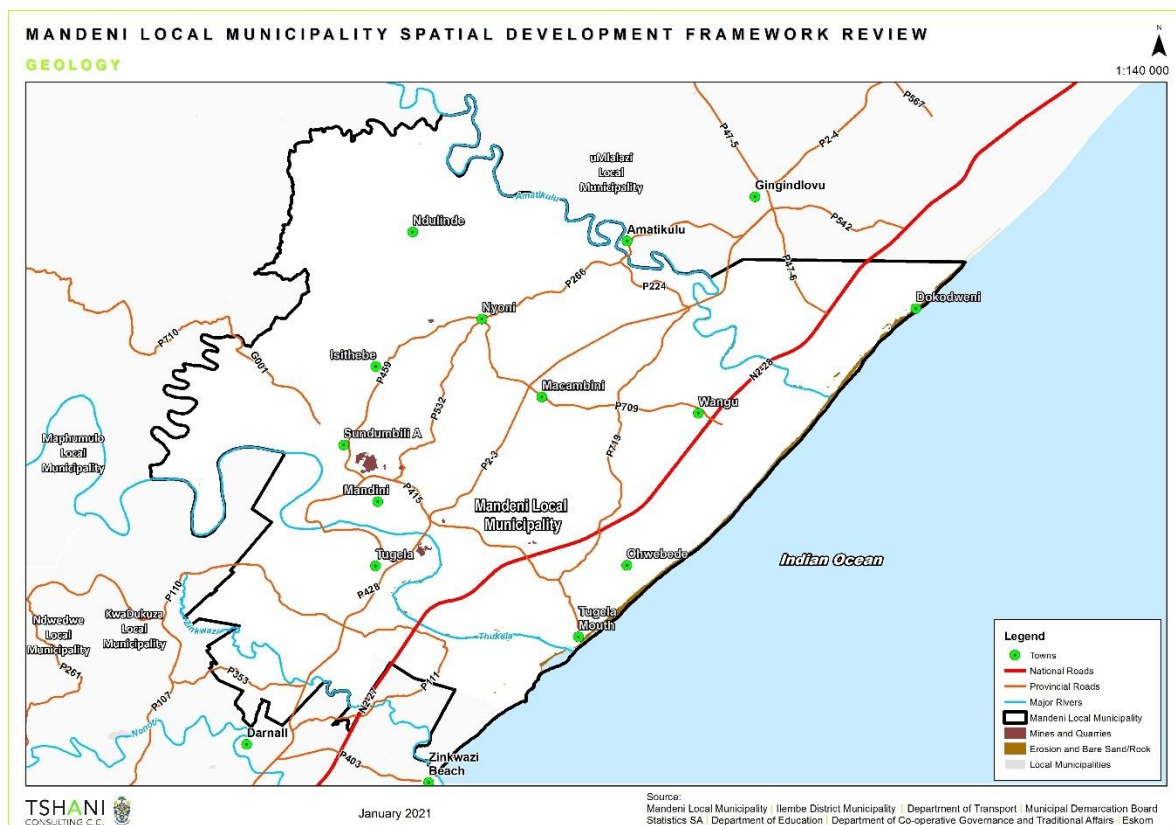 MANDENI LOCAL MUNICIPALITY SPATIAL DEVELOPMENT FRAMEWORK REVIEW
GEOLOGY
N
1:140 000
P567
P47-5
P2-4
uMlalazi
Local
Municipality
Gingindlovu
Amatikulu
Ndulinde
Amatikulu
P542
P266
P47-6
P224
Dokodweni
Nyoni
P710
G001
Isithebe
P459
N2-28
Macambini
P532
P709
Wangu
Sundumbili A
P2-3
P719
Maphumulo
Local
Municipality
Mandini
P415
Mandeni Local
Municipality
Indian Ocean
Tugela
Ohwebede
P428
P110
Ndwedwe
Local
Municipality
KwaDukuza
Local
Municipality
Zinkwazi
Tugela
Mouth
Thukela
P261
P353
P111
P107
N2-27
Nonoti
Darnall
P403
Zinkwazi
Beach
Legend
Towns
National Roads
Provincial Roads
Major Rivers
Mandeni Local Municipality
Mines and Quarries
Erosion and Bare Sand/Rock
Local Municipalities
TSHANI
CONSULTING C.C.
January 2021
Source:
Mandeni Local Municipality | Ilembe District Municipality | Department of Transport | Municipal Demarcation Board
Statistics SA | Department of Education | Department of Co-operative Governance and Traditional Affairs | Eskom